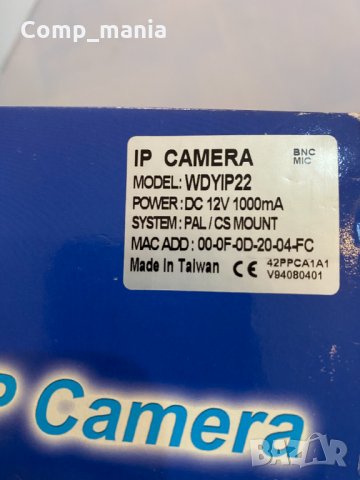 Comp_mania
IP CAMERA
BNC
MIC
MODEL: WDYIP22
POWER: DC 12V 1000mA
SYSTEM: PAL / CS MOUNT
MAC ADD : 00-0F-0D-20-04-FC
Made In Taiwan CE 42PPCA1A1
V94080401
P Camera
BAZAR